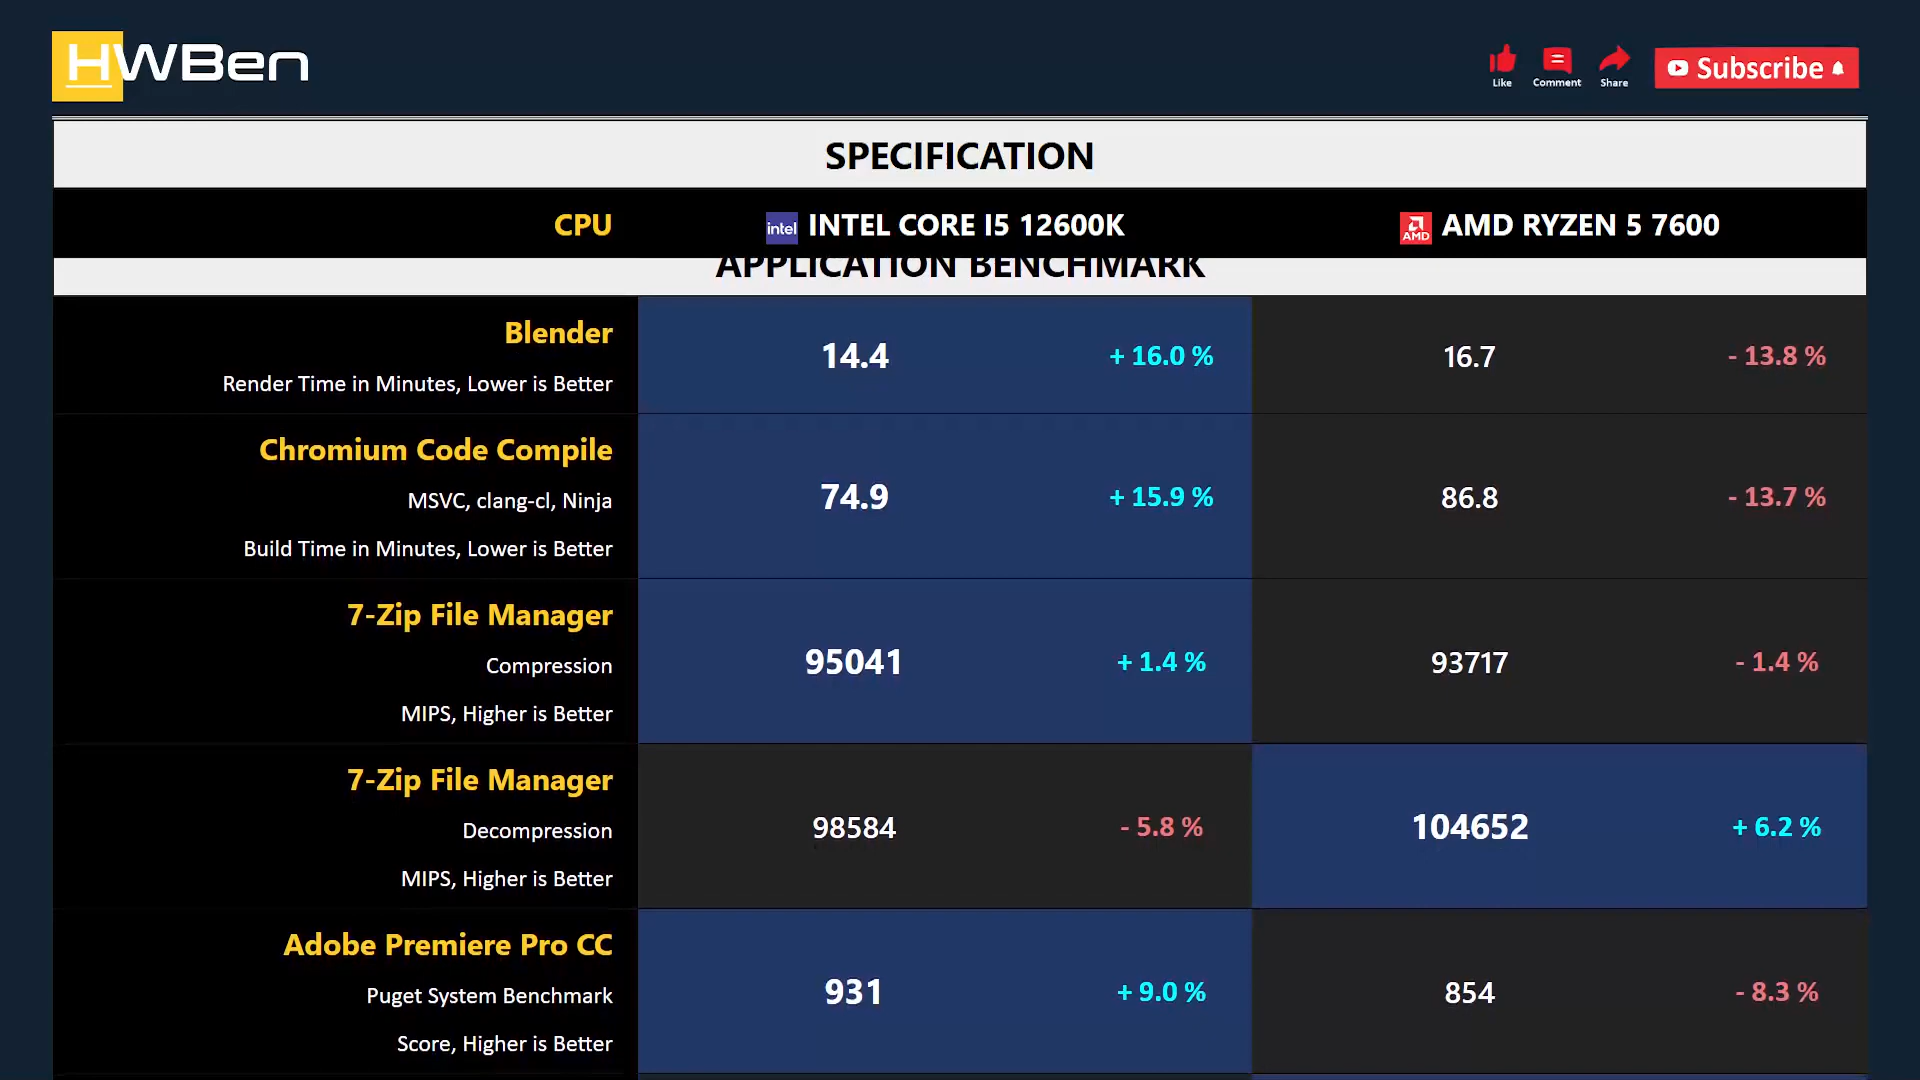 HWBen
Like
Comment
Share
Subscribe
SPECIFICATION
CPU
intel INTEL CORE I5 12600K
AMD AMD RYZEN 5 7600
APPLICATION BENCHMARK
Blender
Render Time in Minutes, Lower is Better
14.4
+ 16.0 %
16.7
- 13.8 %
Chromium Code Compile
MSVC, clang-cl, Ninja
Build Time in Minutes, Lower is Better
74.9
+ 15.9 %
86.8
- 13.7 %
7-Zip File Manager
Compression
MIPS, Higher is Better
95041
+ 1.4 %
93717
- 1.4 %
7-Zip File Manager
Decompression
MIPS, Higher is Better
98584
- 5.8 %
104652
+ 6.2 %
Adobe Premiere Pro CC
Puget System Benchmark
Score, Higher is Better
931
+ 9.0 %
854
- 8.3 %